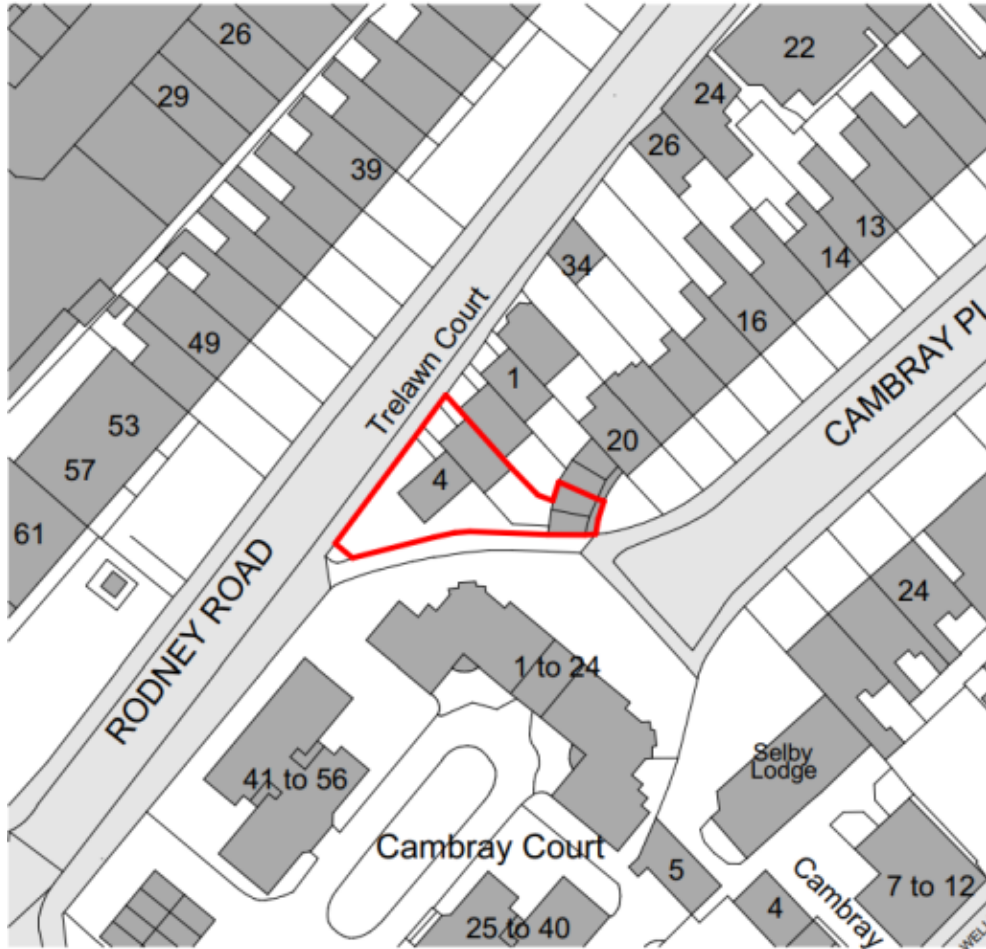 26
22
29
24
39
26
13
14
34
16
49
Trelawn Court
1
CAMBRAY PL
53
20
57
4
61
RODNEY ROAD
24
1 to 24
Selby
Lodge
41 to 56
Cambray Court
5
Cambray
7 to 12
4
25 to 40
WELL